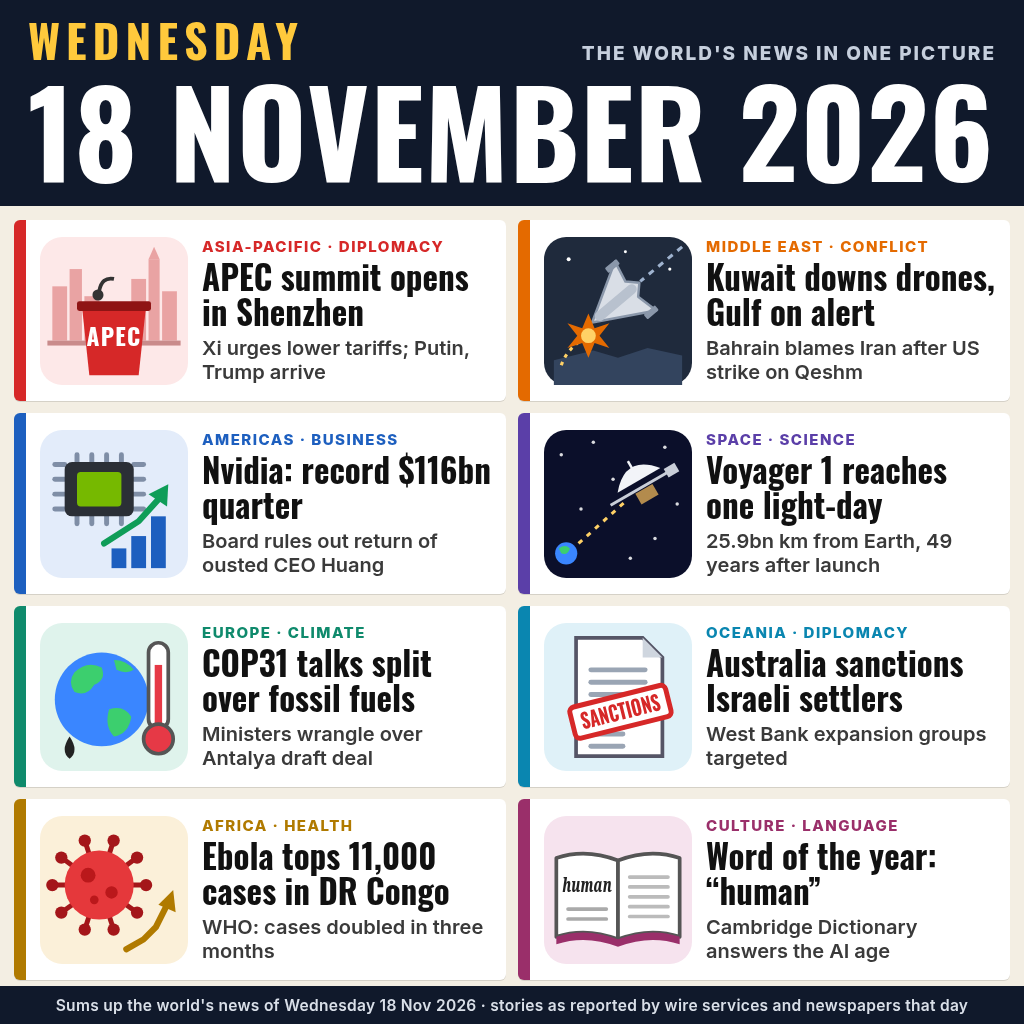 WEDNESDAY
THE WORLD'S NEWS IN ONE PICTURE
18 NOVEMBER 2026
APEC
ASIA-PACIFIC · DIPLOMACY
APEC summit opens
in Shenzhen
Xi urges lower tariffs; Putin,
Trump arrive
MIDDLE EAST · CONFLICT
Kuwait downs drones,
Gulf on alert
Bahrain blames Iran after US
strike on Qeshm
AMERICAS · BUSINESS
Nvidia: record $116bn
quarter
Board rules out return of
ousted CEO Huang
SPACE · SCIENCE
Voyager 1 reaches
one light-day
25.9bn km from Earth, 49
years after launch
EUROPE · CLIMATE
COP31 talks split
over fossil fuels
Ministers wrangle over
Antalya draft deal
SANCTIONS
OCEANIA · DIPLOMACY
Australia sanctions
Israeli settlers
West Bank expansion groups
targeted
AFRICA · HEALTH
Ebola tops 11,000
cases in DR Congo
WHO: cases doubled in three
months
human
CULTURE · LANGUAGE
Word of the year:
“human”
Cambridge Dictionary
answers the AI age
Sums up the world's news of Wednesday 18 Nov 2026 · stories as reported by wire services and newspapers that day